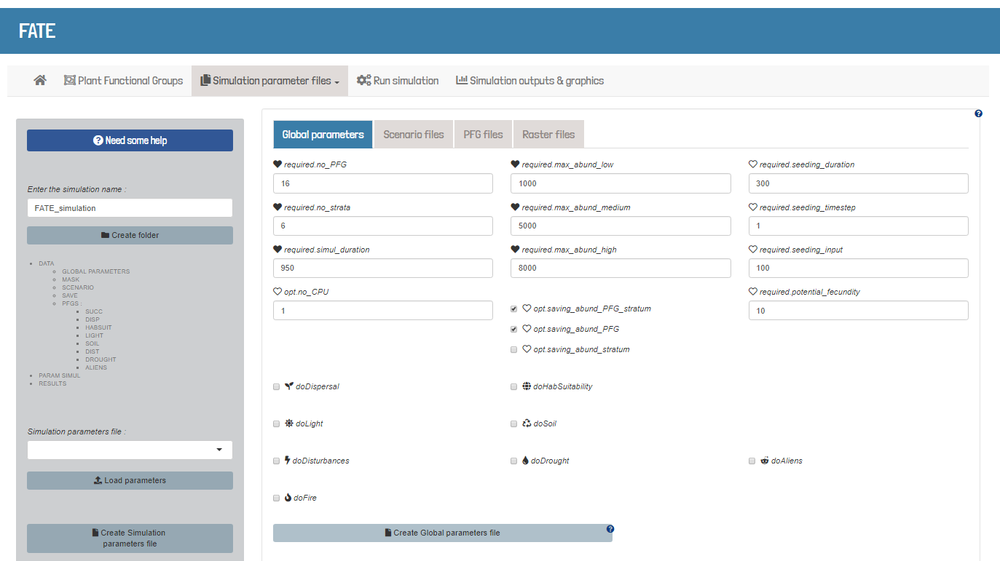 FATE
Plant Functional Groups
Simulation parameter files
Run simulation
Simulation outputs & graphics
Need some help
Enter the simulation name :
FATE_simulation
Create folder
DATA
GLOBAL PARAMETERS
MASK
SCENARIO
SAVE
PFGS :
SUCC
DISP
HABSUIT
LIGHT
SOIL
DIST
DROUGHT
ALIENS
PARAM SIMUL
RESULTS
Simulation parameters file :
Load parameters
Create Simulation
parameters file
Global parameters
Scenario files
PFG files
Raster files
required.no_PFG
16
required.no_strata
6
required.simul_duration
950
opt.no_CPU
1
required.max_abund_low
1000
required.max_abund_medium
5000
required.max_abund_high
8000
opt.saving_abund_PFG_stratum
opt.saving_abund_PFG
opt.saving_abund_stratum
required.seeding_duration
300
required.seeding_timestep
1
required.seeding_input
100
required.potential_fecundity
10
doDispersal
doHabSuitability
doLight
doSoil
doDisturbances
doDrought
doAliens
doFire
Create Global parameters file